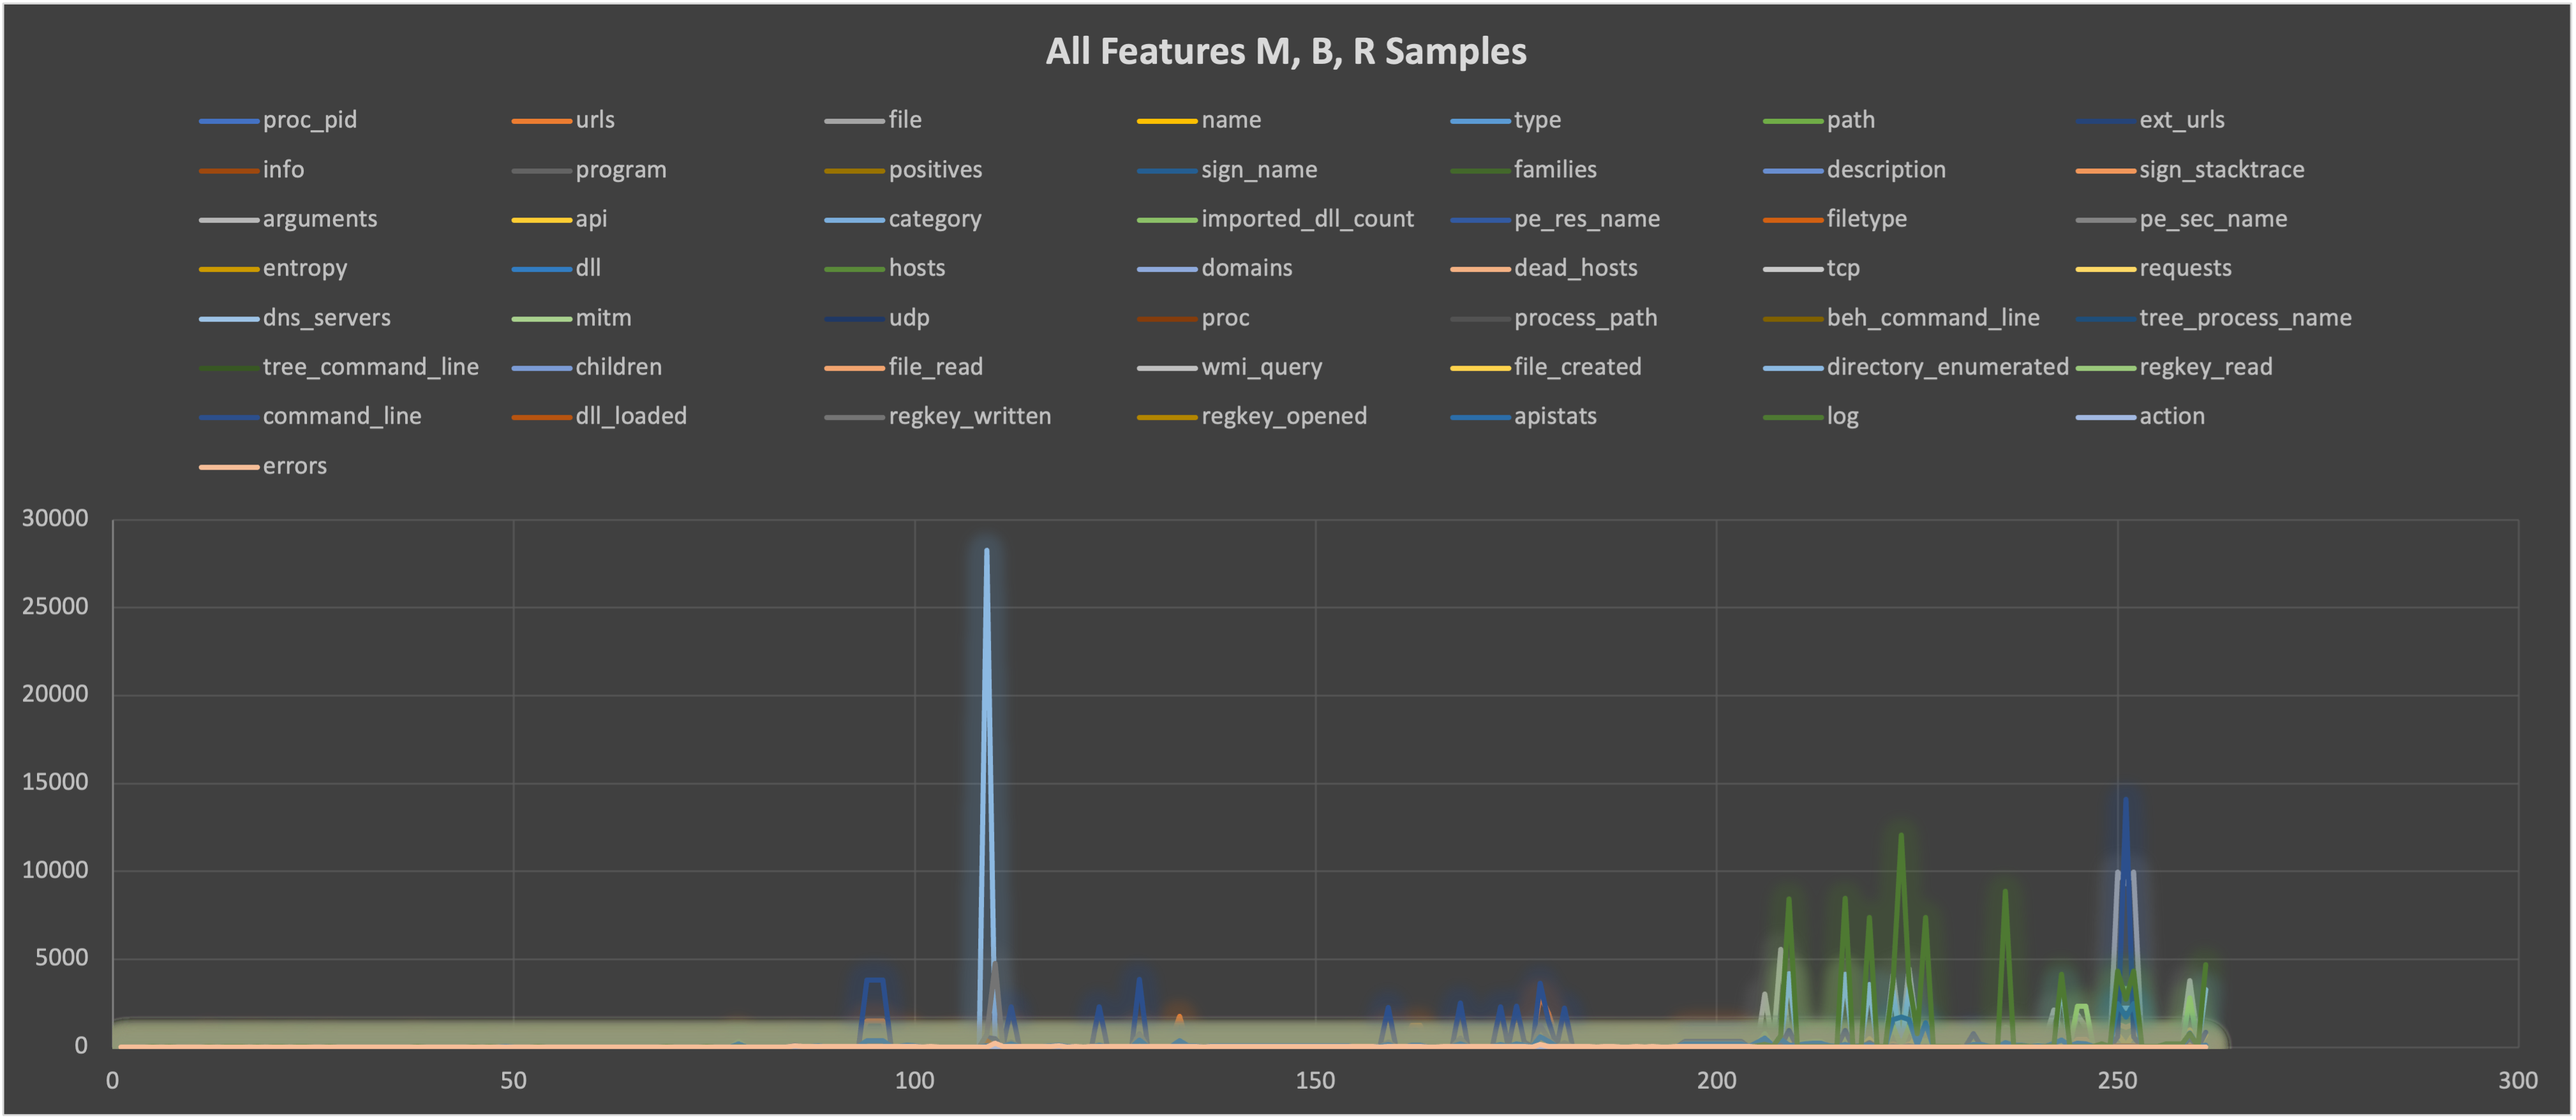 All Features M, B, R Samples
proc_pid urls file name type path ext_urls
info program positives sign_name families description sign_stacktrace
arguments api category imported_dll_count pe_res_name filetype pe_sec_name
entropy dll hosts domains dead_hosts tcp requests
dns_servers mitm udp proc process_path beh_command_line tree_process_name
tree_command_line children file_read wmi_query file_created directory_enumerated regkey_read
command_line dll_loaded regkey_written regkey_opened apistats log action
errors
30000
25000
20000
15000
10000
5000
0
0 50 100 150 200 250 300